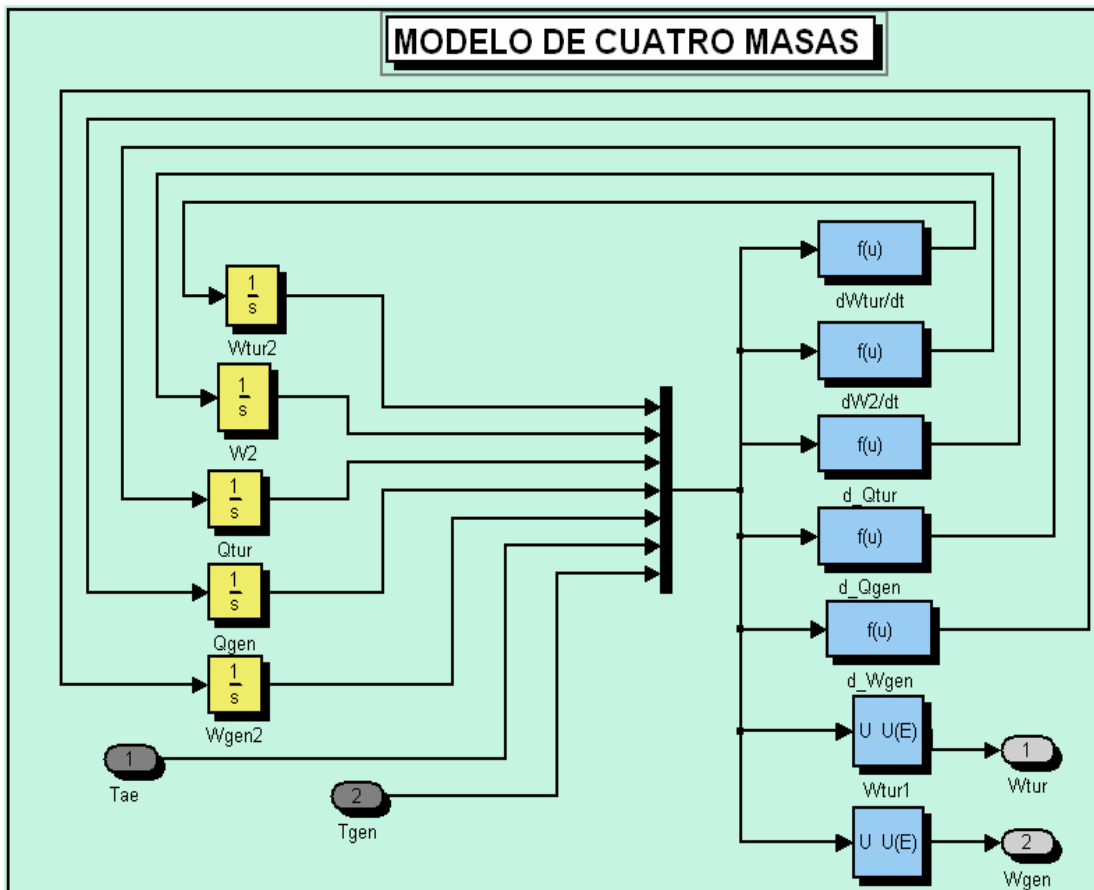 MODELO DE CUATRO MASAS
f(u)
dWtur/dt
1
s
Wtur2
f(u)
dW2/dt
1
s
W2
f(u)
d_Qtur
1
s
Qtur
f(u)
d_Qgen
1
s
Qgen
f(u)
d_Wgen
1
s
Wgen2
U U(E)
Wtur1
1
Wtur
1
Tae
2
Tgen
U U(E)
2
Wgen